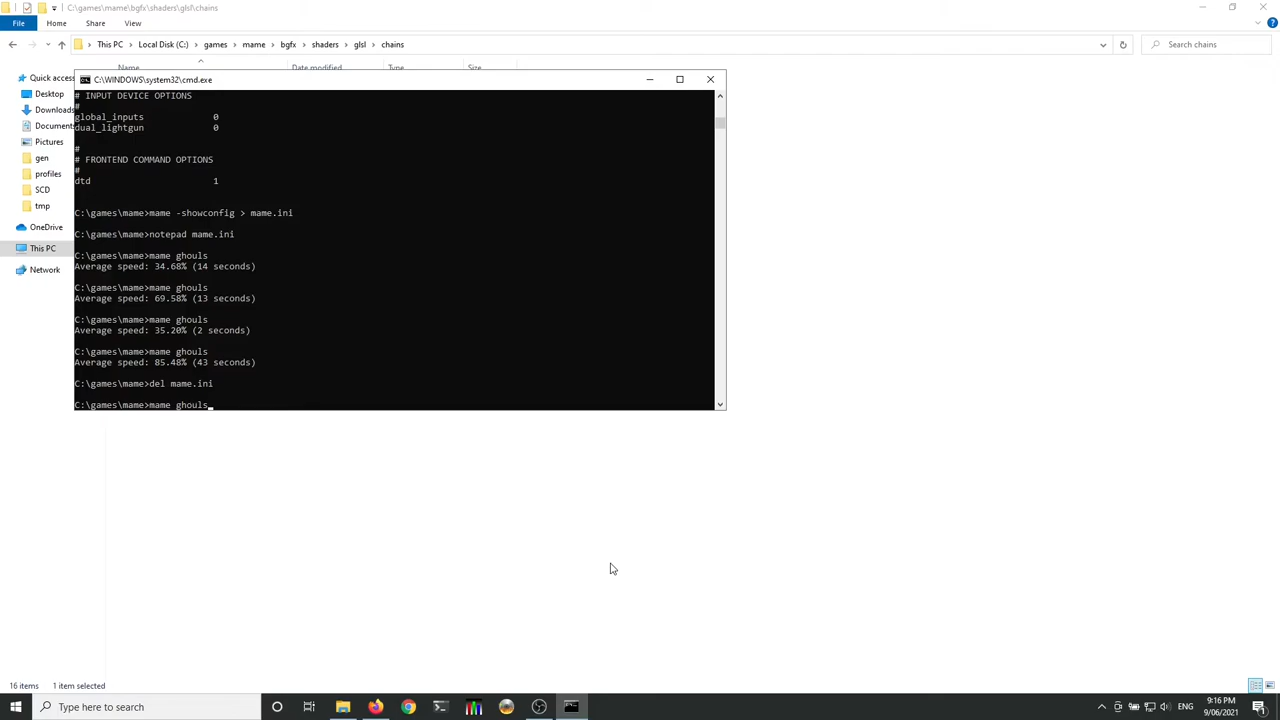 C:\games\mame\bgfx\shaders\glsl\chains
File Home Share View
This PC Local Disk (C:) games mame bgfx shaders glsl chains
Search chains
Name Date modified Type Size
Quick access
Desktop
Downloads
Documents
Pictures
gen
profiles
SCD
tmp
OneDrive
This PC
Network
C:\WINDOWS\system32\cmd.exe
# INPUT DEVICE OPTIONS
#
global_inputs 0
dual_lightgun 0
#
# FRONTEND COMMAND OPTIONS
#
dtd 1
C:\games\mame>mame -showconfig > mame.ini
C:\games\mame>notepad mame.ini
C:\games\mame>mame ghouls
Average speed: 34.68% (14 seconds)
C:\games\mame>mame ghouls
Average speed: 69.58% (13 seconds)
C:\games\mame>mame ghouls
Average speed: 35.20% (2 seconds)
C:\games\mame>mame ghouls
Average speed: 85.48% (43 seconds)
C:\games\mame>del mame.ini
C:\games\mame>mame ghouls_
16 items 1 item selected
Type here to search
ENG
9:16 PM
9/06/2021